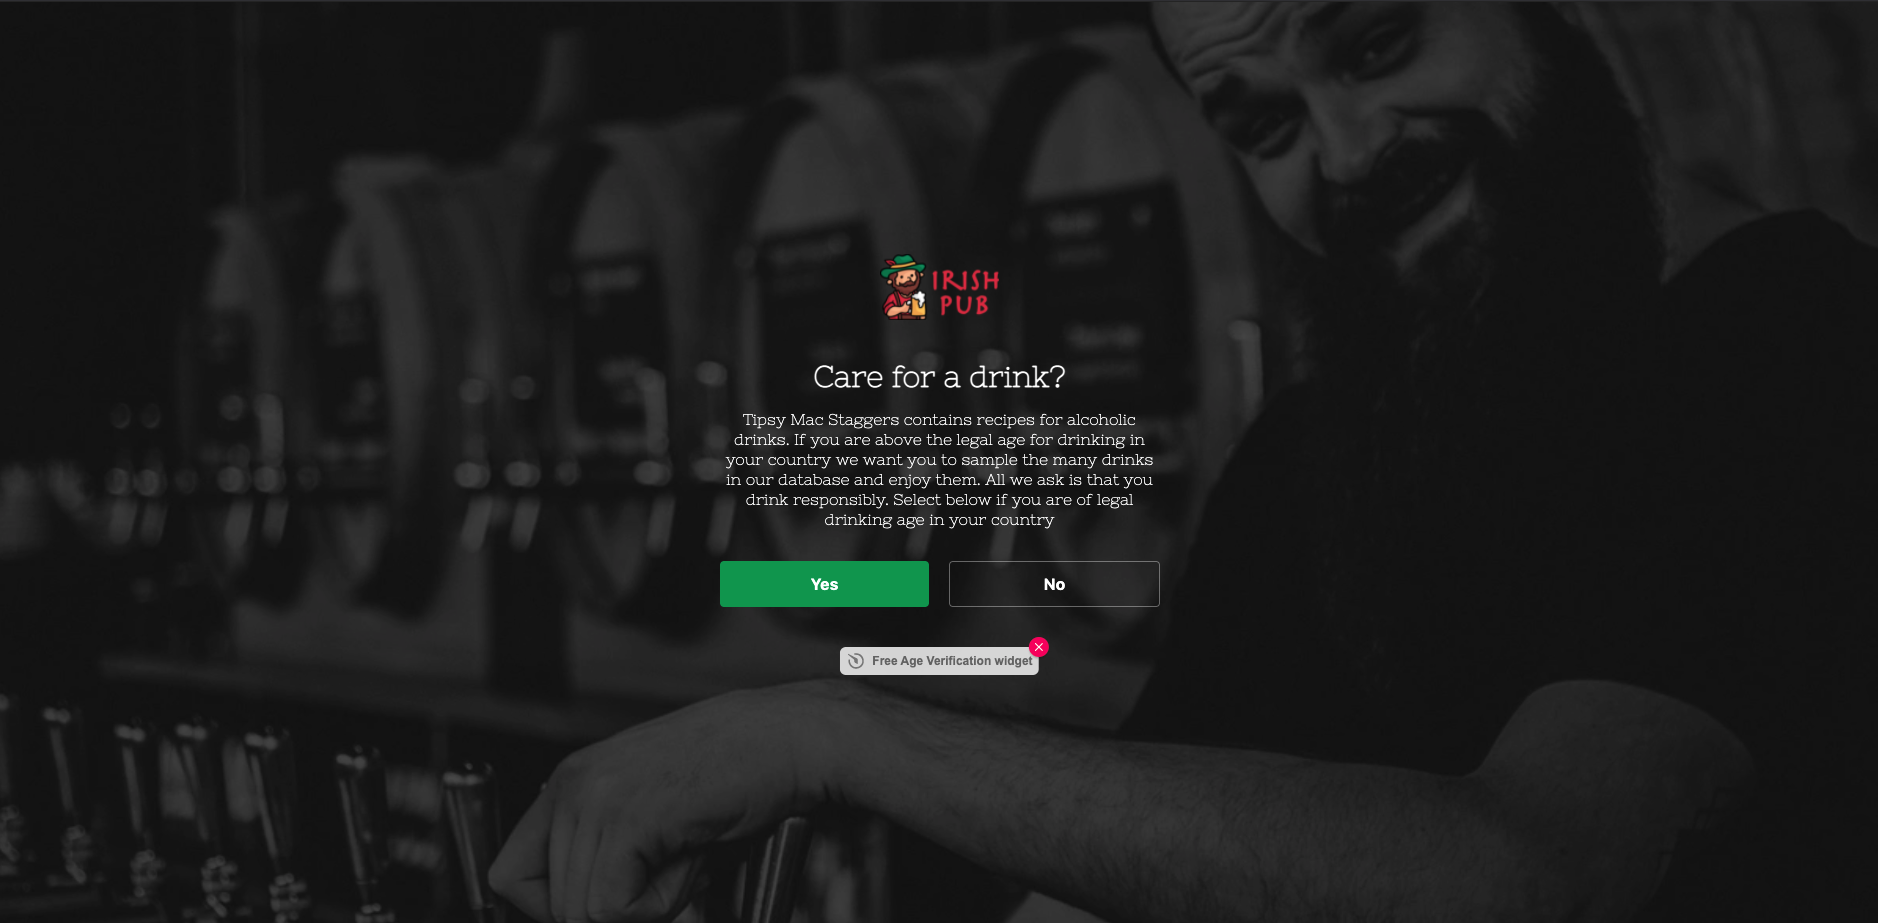 IRISH
PUB
Care for a drink?
Tipsy Mac Staggers contains recipes for alcoholic
drinks. If you are above the legal age for drinking in
your country we want you to sample the many drinks
in our database and enjoy them. All we ask is that you
drink responsibly. Select below if you are of legal
drinking age in your country
Yes
No
Free Age Verification widget